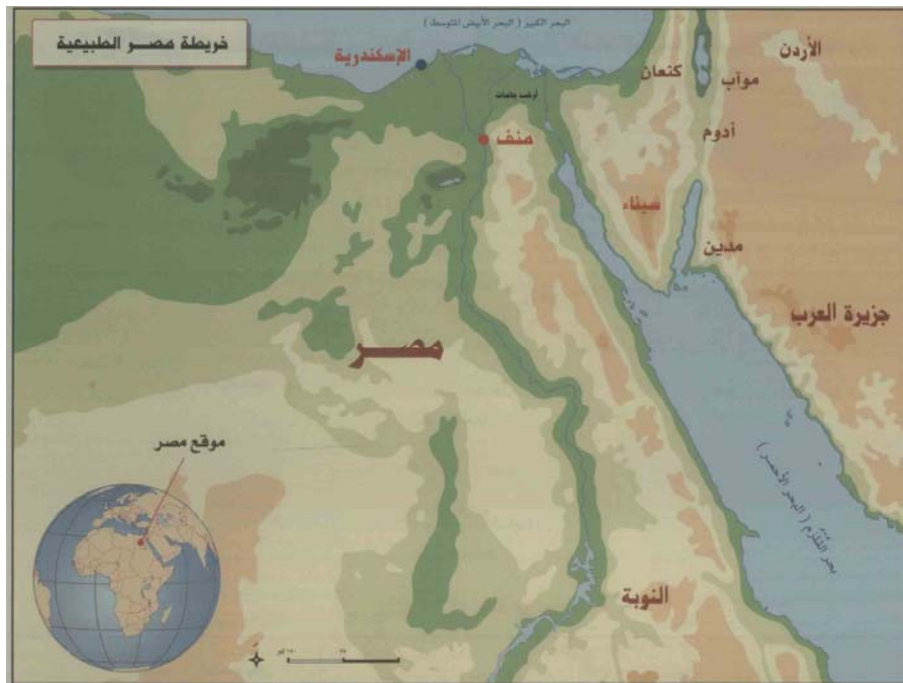 خريطة مصر الطبيعية
البحر الكبير ( البحر الأبيض المتوسط )
الإسكندرية
كنعان
الأردن
موآب
منف
أدوم
سيناء
مدين
جزيرة العرب
مصر
موقع مصر
بحر القُلْزُم ( البحر الأحمر )
النوبة